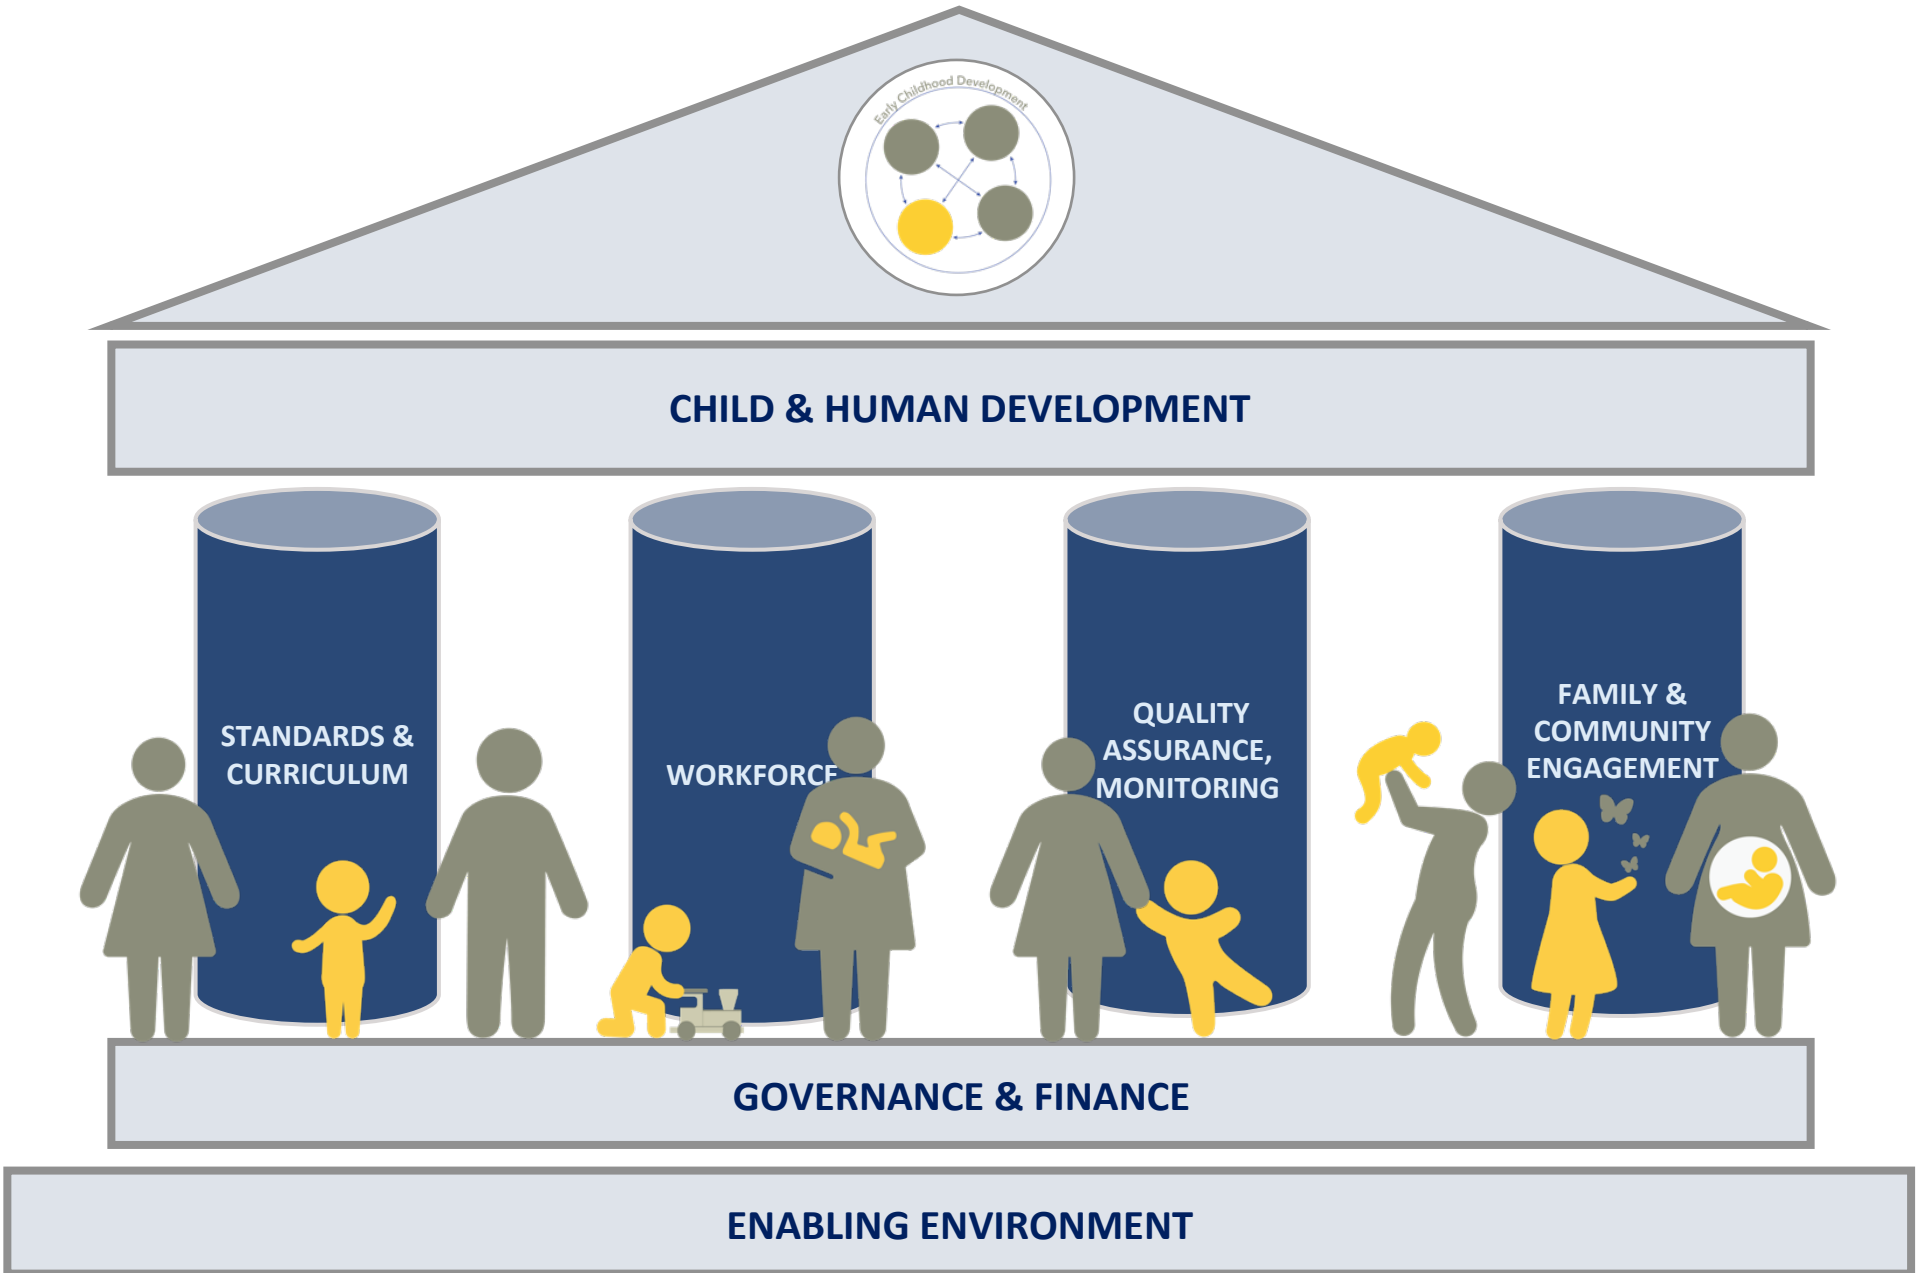 Early Childhood Development
CHILD & HUMAN DEVELOPMENT
STANDARDS &
CURRICULUM
WORKFORCE
QUALITY
ASSURANCE,
MONITORING
FAMILY &
COMMUNITY
ENGAGEMENT
GOVERNANCE & FINANCE
ENABLING ENVIRONMENT